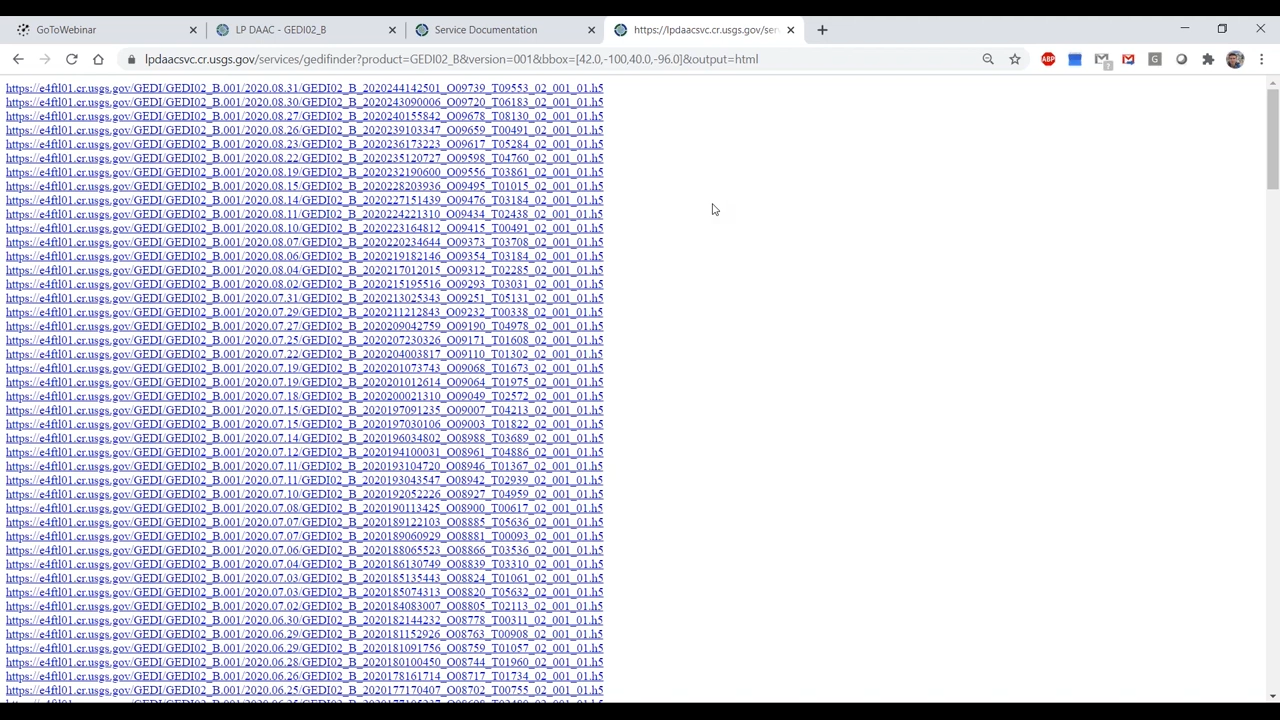 GoToWebinar
LP DAAC - GEDI02_B
Service Documentation
https://lpdaacsvc.cr.usgs.gov/ser
lpdaacsvc.cr.usgs.gov/services/gedifinder?product=GEDI02_B&version=001&bbox=[42.0,-100,40.0,-96.0]&output=html
https://e4ftl01.cr.usgs.gov/GEDI/GEDI02_B.001/2020.08.31/GEDI02_B_2020244142501_O09739_T09553_02_001_01.h5
https://e4ftl01.cr.usgs.gov/GEDI/GEDI02_B.001/2020.08.30/GEDI02_B_2020243090006_O09720_T06183_02_001_01.h5
https://e4ftl01.cr.usgs.gov/GEDI/GEDI02_B.001/2020.08.27/GEDI02_B_2020240155842_O09678_T08130_02_001_01.h5
https://e4ftl01.cr.usgs.gov/GEDI/GEDI02_B.001/2020.08.26/GEDI02_B_2020239103347_O09659_T00491_02_001_01.h5
https://e4ftl01.cr.usgs.gov/GEDI/GEDI02_B.001/2020.08.23/GEDI02_B_2020236173223_O09617_T05284_02_001_01.h5
https://e4ftl01.cr.usgs.gov/GEDI/GEDI02_B.001/2020.08.22/GEDI02_B_2020235120727_O09598_T04760_02_001_01.h5
https://e4ftl01.cr.usgs.gov/GEDI/GEDI02_B.001/2020.08.19/GEDI02_B_2020232190600_O09556_T03861_02_001_01.h5
https://e4ftl01.cr.usgs.gov/GEDI/GEDI02_B.001/2020.08.15/GEDI02_B_2020228203936_O09495_T01015_02_001_01.h5
https://e4ftl01.cr.usgs.gov/GEDI/GEDI02_B.001/2020.08.14/GEDI02_B_2020227151439_O09476_T03184_02_001_01.h5
https://e4ftl01.cr.usgs.gov/GEDI/GEDI02_B.001/2020.08.11/GEDI02_B_2020224221310_O09434_T02438_02_001_01.h5
https://e4ftl01.cr.usgs.gov/GEDI/GEDI02_B.001/2020.08.10/GEDI02_B_2020223164812_O09415_T00491_02_001_01.h5
https://e4ftl01.cr.usgs.gov/GEDI/GEDI02_B.001/2020.08.07/GEDI02_B_2020220234644_O09373_T03708_02_001_01.h5
https://e4ftl01.cr.usgs.gov/GEDI/GEDI02_B.001/2020.08.06/GEDI02_B_2020219182146_O09354_T03184_02_001_01.h5
https://e4ftl01.cr.usgs.gov/GEDI/GEDI02_B.001/2020.08.04/GEDI02_B_2020217012015_O09312_T02285_02_001_01.h5
https://e4ftl01.cr.usgs.gov/GEDI/GEDI02_B.001/2020.08.02/GEDI02_B_2020215195516_O09293_T03031_02_001_01.h5
https://e4ftl01.cr.usgs.gov/GEDI/GEDI02_B.001/2020.07.31/GEDI02_B_2020213025343_O09251_T05131_02_001_01.h5
https://e4ftl01.cr.usgs.gov/GEDI/GEDI02_B.001/2020.07.29/GEDI02_B_2020211212843_O09232_T00338_02_001_01.h5
https://e4ftl01.cr.usgs.gov/GEDI/GEDI02_B.001/2020.07.27/GEDI02_B_2020209042759_O09190_T04978_02_001_01.h5
https://e4ftl01.cr.usgs.gov/GEDI/GEDI02_B.001/2020.07.25/GEDI02_B_2020207230326_O09171_T01608_02_001_01.h5
https://e4ftl01.cr.usgs.gov/GEDI/GEDI02_B.001/2020.07.22/GEDI02_B_2020204003817_O09110_T01302_02_001_01.h5
https://e4ftl01.cr.usgs.gov/GEDI/GEDI02_B.001/2020.07.19/GEDI02_B_2020201073743_O09068_T01673_02_001_01.h5
https://e4ftl01.cr.usgs.gov/GEDI/GEDI02_B.001/2020.07.19/GEDI02_B_2020201012614_O09064_T01975_02_001_01.h5
https://e4ftl01.cr.usgs.gov/GEDI/GEDI02_B.001/2020.07.18/GEDI02_B_2020200021310_O09049_T02572_02_001_01.h5
https://e4ftl01.cr.usgs.gov/GEDI/GEDI02_B.001/2020.07.15/GEDI02_B_2020197091235_O09007_T04213_02_001_01.h5
https://e4ftl01.cr.usgs.gov/GEDI/GEDI02_B.001/2020.07.15/GEDI02_B_2020197030106_O09003_T01822_02_001_01.h5
https://e4ftl01.cr.usgs.gov/GEDI/GEDI02_B.001/2020.07.14/GEDI02_B_2020196034802_O08988_T03689_02_001_01.h5
https://e4ftl01.cr.usgs.gov/GEDI/GEDI02_B.001/2020.07.12/GEDI02_B_2020194100031_O08961_T04886_02_001_01.h5
https://e4ftl01.cr.usgs.gov/GEDI/GEDI02_B.001/2020.07.11/GEDI02_B_2020193104720_O08946_T01367_02_001_01.h5
https://e4ftl01.cr.usgs.gov/GEDI/GEDI02_B.001/2020.07.11/GEDI02_B_2020193043547_O08942_T02939_02_001_01.h5
https://e4ftl01.cr.usgs.gov/GEDI/GEDI02_B.001/2020.07.10/GEDI02_B_2020192052226_O08927_T04959_02_001_01.h5
https://e4ftl01.cr.usgs.gov/GEDI/GEDI02_B.001/2020.07.08/GEDI02_B_2020190113425_O08900_T00617_02_001_01.h5
https://e4ftl01.cr.usgs.gov/GEDI/GEDI02_B.001/2020.07.07/GEDI02_B_2020189122103_O08885_T05636_02_001_01.h5
https://e4ftl01.cr.usgs.gov/GEDI/GEDI02_B.001/2020.07.07/GEDI02_B_2020189060929_O08881_T00093_02_001_01.h5
https://e4ftl01.cr.usgs.gov/GEDI/GEDI02_B.001/2020.07.06/GEDI02_B_2020188065523_O08866_T03536_02_001_01.h5
https://e4ftl01.cr.usgs.gov/GEDI/GEDI02_B.001/2020.07.04/GEDI02_B_2020186130749_O08839_T03310_02_001_01.h5
https://e4ftl01.cr.usgs.gov/GEDI/GEDI02_B.001/2020.07.03/GEDI02_B_2020185135443_O08824_T01061_02_001_01.h5
https://e4ftl01.cr.usgs.gov/GEDI/GEDI02_B.001/2020.07.03/GEDI02_B_2020185074313_O08820_T05632_02_001_01.h5
https://e4ftl01.cr.usgs.gov/GEDI/GEDI02_B.001/2020.07.02/GEDI02_B_2020184083007_O08805_T02113_02_001_01.h5
https://e4ftl01.cr.usgs.gov/GEDI/GEDI02_B.001/2020.06.30/GEDI02_B_2020182144232_O08778_T00311_02_001_01.h5
https://e4ftl01.cr.usgs.gov/GEDI/GEDI02_B.001/2020.06.29/GEDI02_B_2020181152926_O08763_T00908_02_001_01.h5
https://e4ftl01.cr.usgs.gov/GEDI/GEDI02_B.001/2020.06.29/GEDI02_B_2020181091756_O08759_T01057_02_001_01.h5
https://e4ftl01.cr.usgs.gov/GEDI/GEDI02_B.001/2020.06.28/GEDI02_B_2020180100450_O08744_T01960_02_001_01.h5
https://e4ftl01.cr.usgs.gov/GEDI/GEDI02_B.001/2020.06.26/GEDI02_B_2020178161714_O08717_T01734_02_001_01.h5
https://e4ftl01.cr.usgs.gov/GEDI/GEDI02_B.001/2020.06.25/GEDI02_B_2020177170407_O08702_T00755_02_001_01.h5